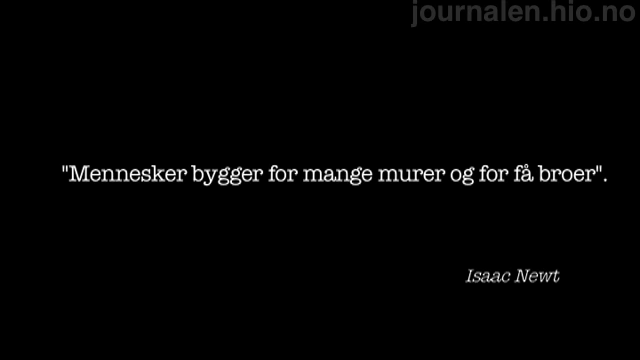 journalen.hio.no
"Mennesker bygger for mange murer og for få broer".
Isaac Newt